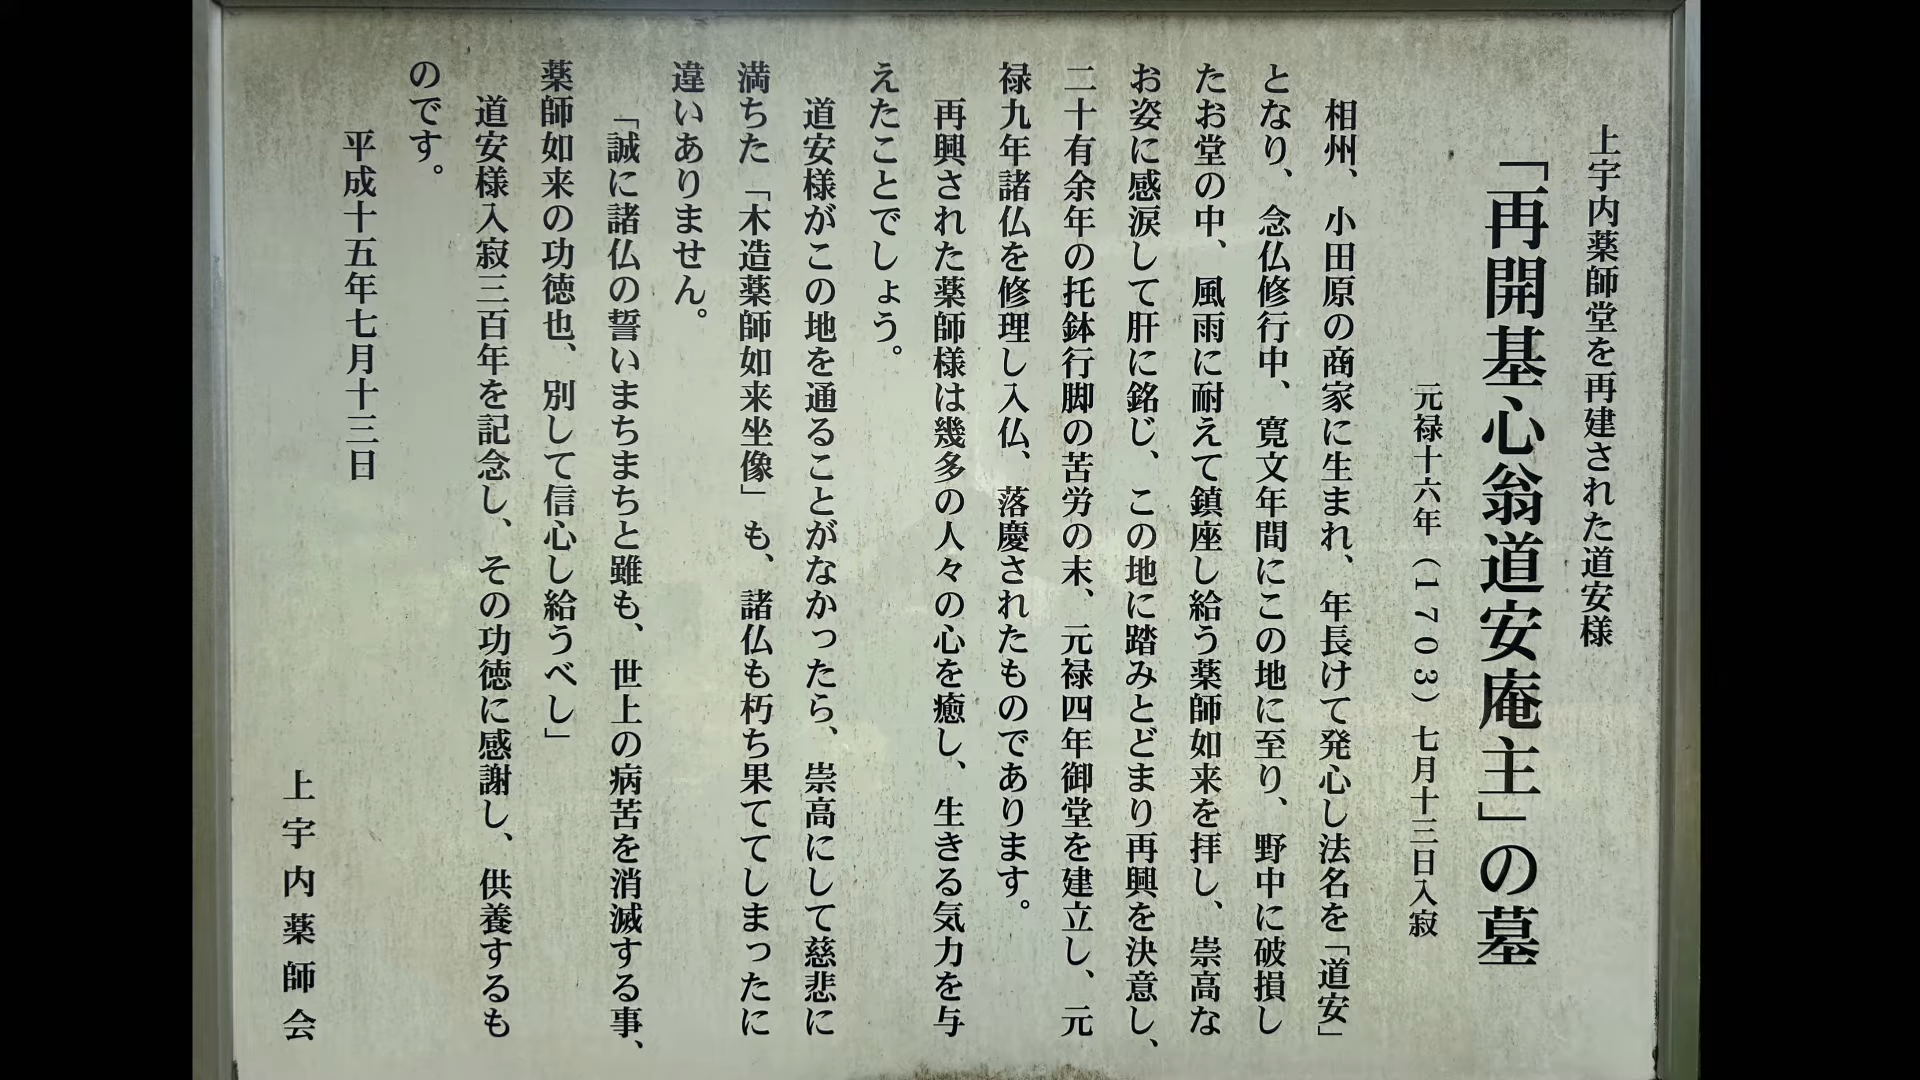 上宇内薬師堂を再建された道安様
「再開基心翁道安庵主」の墓
元禄十六年（１７０３）七月十三日入寂
相州、小田原の商家に生まれ、年長けて発心し法名を「道安」
となり、念仏修行中、寛文年間にこの地に至り、野中に破損し
たお堂の中、風雨に耐えて鎮座し給う薬師如来を拝し、崇高な
お姿に感涙して肝に銘じ、この地に踏みとどまり再興を決意し、
二十有余年の托鉢行脚の苦労の末、元禄四年御堂を建立し、元
禄九年諸仏を修理し入仏、落慶されたものであります。
再興された薬師様は幾多の人々の心を癒し、生きる気力を与
えたことでしょう。
道安様がこの地を通ることがなかったら、崇高にして慈悲に
満ちた「木造薬師如来坐像」も、諸仏も朽ち果ててしまったに
違いありません。
「誠に諸仏の誓いまちまちと雖も、世上の病苦を消滅する事、
薬師如来の功徳也、別して信心し給うべし」
道安様入寂三百年を記念し、その功徳に感謝し、供養するも
のです。
平成十五年七月十三日
上宇内薬師会